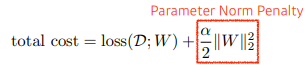 Parameter Norm Penalty
total cost = loss(𝒟; W) + α/2 ‖W‖₂²